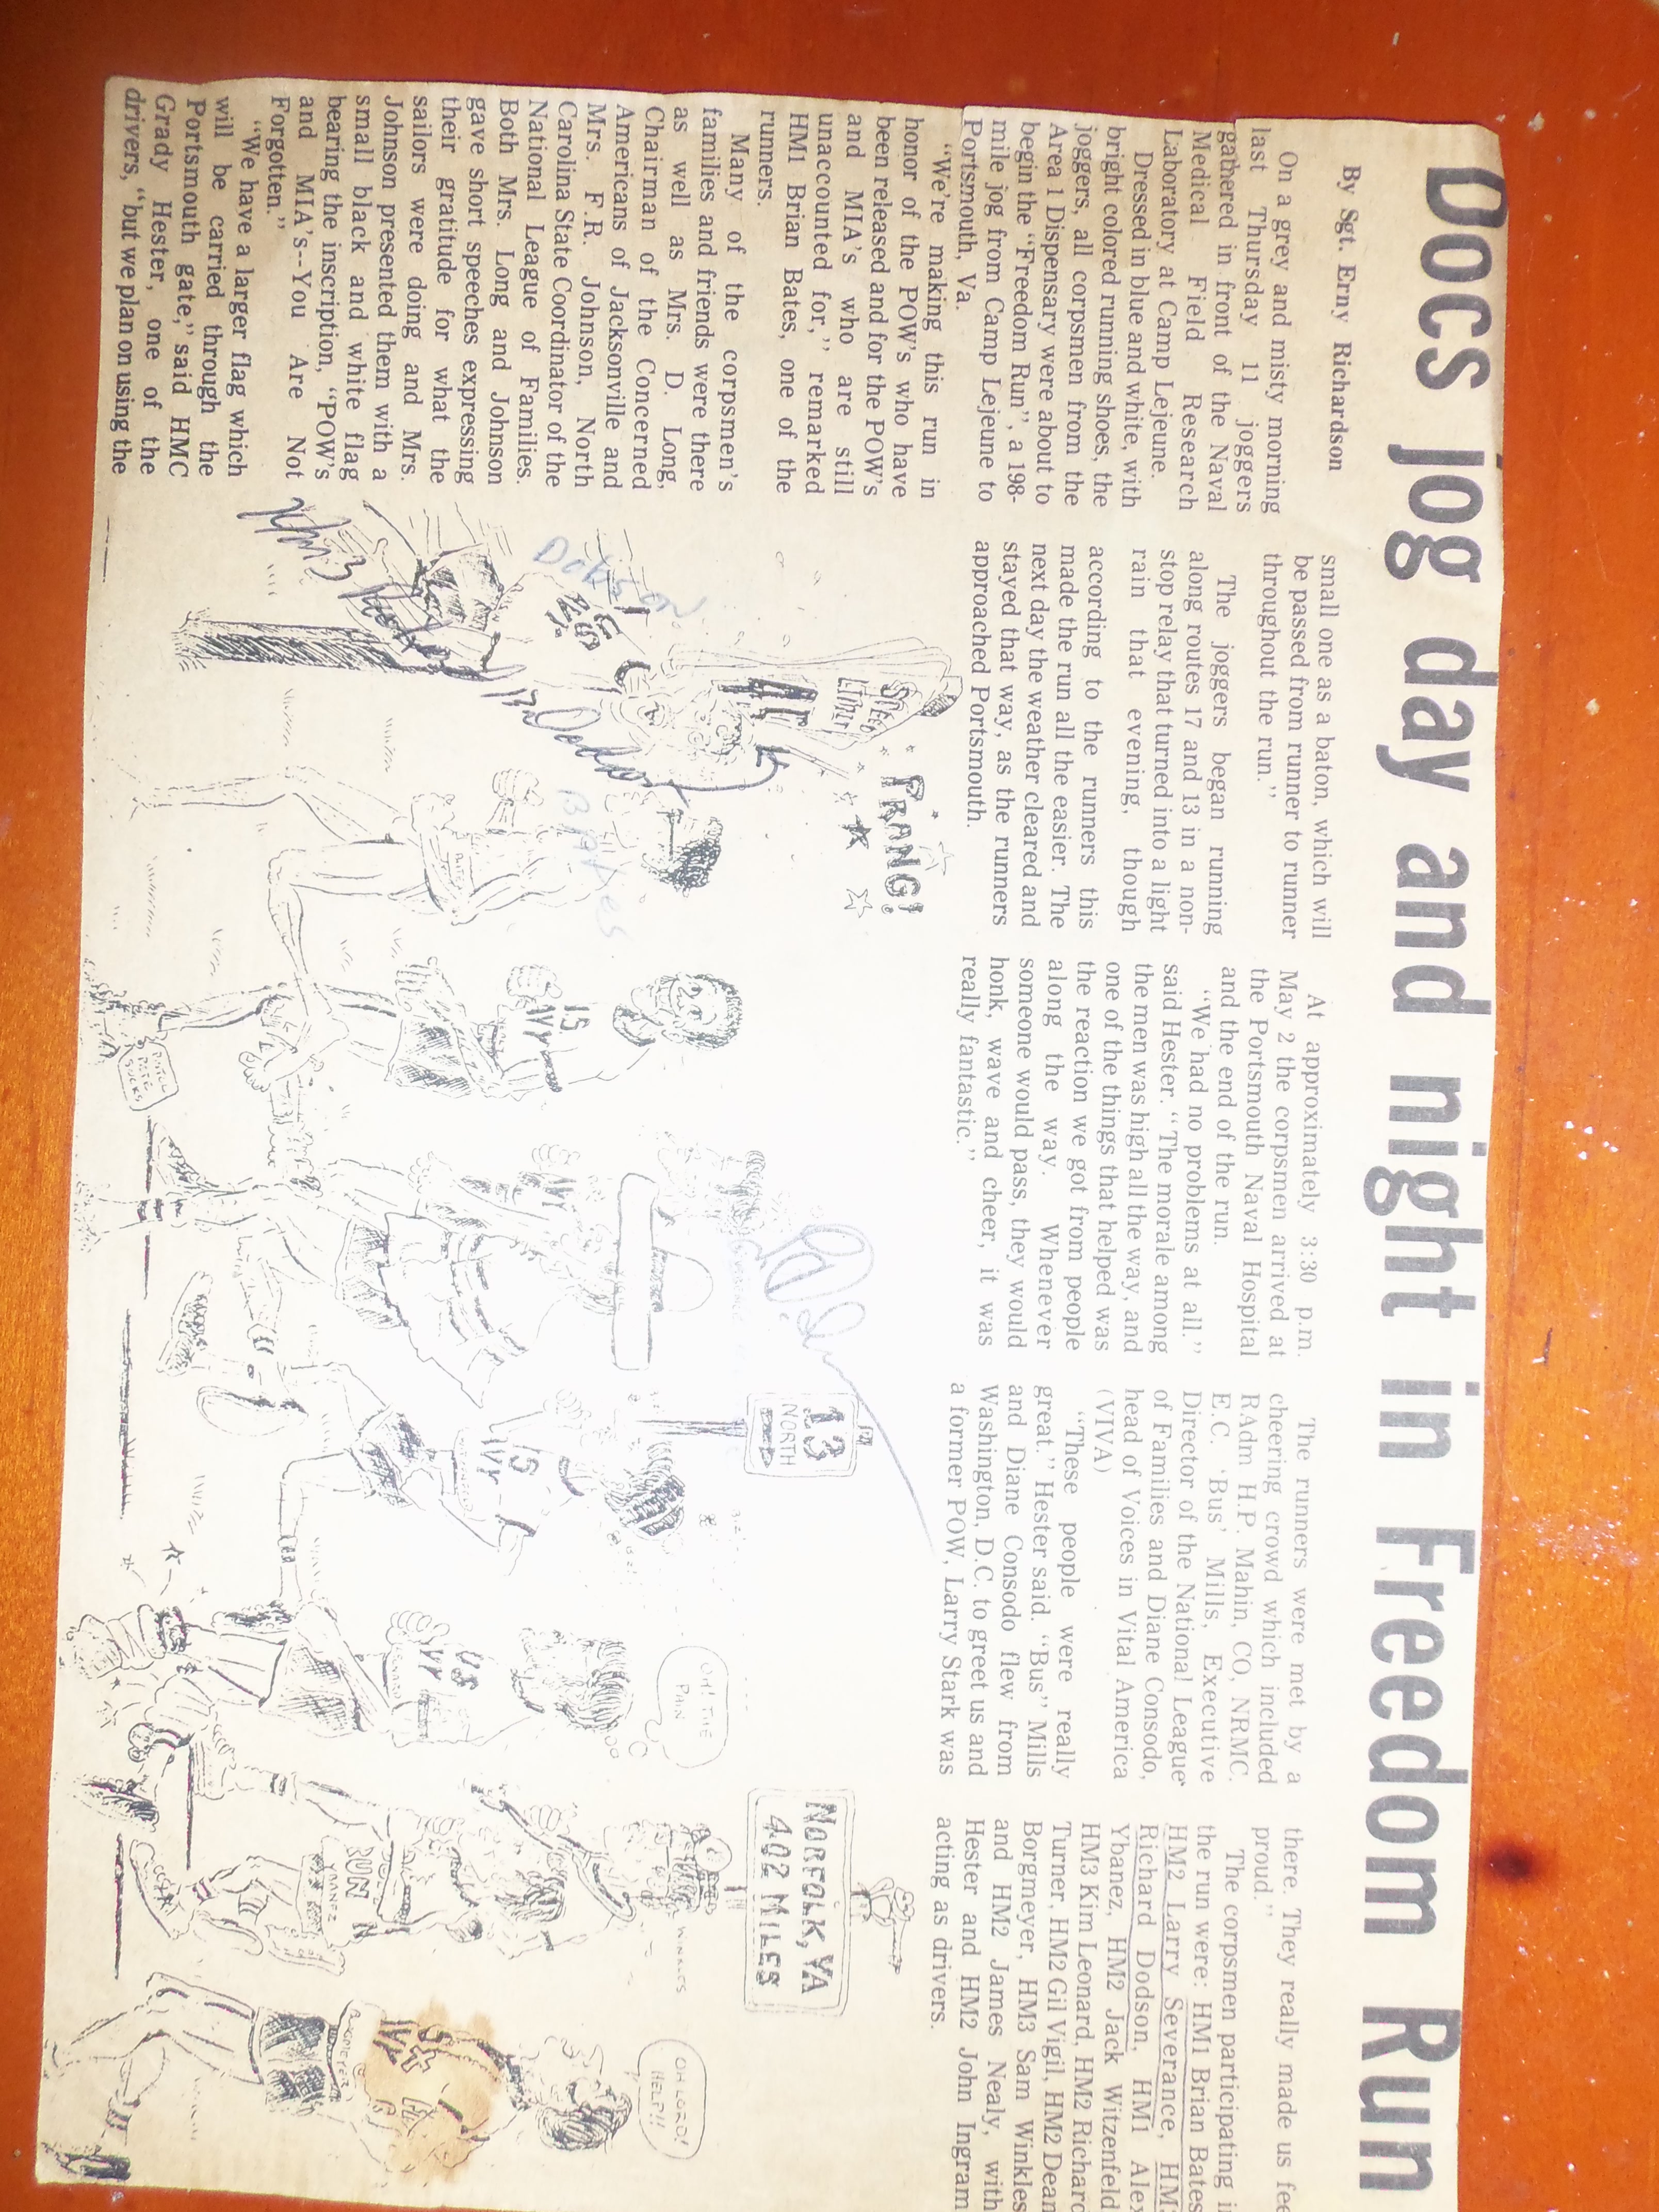 Docs jog day and night in Freedom Run
By Sgt. Erny Richardson
On a grey and misty morning
last Thursday 11 joggers
gathered in front of the Naval
Medical Field Research
Laboratory at Camp Lejeune.
Dressed in blue and white, with
bright colored running shoes, the
joggers, all corpsmen from the
Area 1 Dispensary were about to
begin the "Freedom Run", a 198-
mile jog from Camp Lejeune to
Portsmouth, Va.
"We're making this run in
honor of the POW's who have
been released and for the POW's
and MIA's who are still
unaccounted for," remarked
HM1 Brian Bates, one of the
runners.
Many of the corpsmen's
families and friends were there
as well as Mrs. D. Long,
Chairman of the Concerned
Americans of Jacksonville and
Mrs. F.R. Johnson, North
Carolina State Coordinator of the
National League of Families.
Both Mrs. Long and Johnson
gave short speeches expressing
their gratitude for what the
sailors were doing and Mrs.
Johnson presented them with a
small black and white flag
bearing the inscription, "POW's
and MIA's--You Are Not
Forgotten."
"We have a larger flag which
will be carried through the
Portsmouth gate," said HMC
Grady Hester, one of the
drivers, "but we plan on using the
small one as a baton, which will
be passed from runner to runner
throughout the run."
The joggers began running
along routes 17 and 13 in a non-
stop relay that turned into a light
rain that evening, though
according to the runners this
made the run all the easier. The
next day the weather cleared and
stayed that way, as the runners
approached Portsmouth.
At approximately 3:30 p.m.
May 2 the corpsmen arrived at
the Portsmouth Naval Hospital
and the end of the run.
"We had no problems at all."
said Hester. "The morale among
the men was high all the way, and
one of the things that helped was
the reaction we got from people
along the way. Whenever
someone would pass, they would
honk, wave and cheer, it was
really fantastic."
The runners were met by a
cheering crowd which included
RAdm H.P. Mahin, CO, NRMC.
E.C. 'Bus' Mills, Executive
Director of the National League
of Families and Diane Consodo,
head of Voices in Vital America
(VIVA)
"These people were really
great." Hester said. "Bus" Mills
and Diane Consodo flew from
Washington, D.C. to greet us and
a former POW, Larry Stark was
there. They really made us fee
proud."
The corpsmen participating i
the run were: HM1 Brian Bates
HM2 Larry Severance, HM
Richard Dodson, HM1 Alex
Ybanez, HM2 Jack Witzenfeld
HM3 Kim Leonard, HM2 Richard
Turner, HM2 Gil Vigil, HM2 Dean
Borgmeyer, HM3 Sam Winkles
and HM2 James Nealy, with
Hester and HM2 John Ingram
acting as drivers.
PRANG!
SPEED
LIMIT
Dodson
Bates
13
NORTH
OH! THE
PAIN
NORFOLK, VA
402 MILES
WINKLES
US
RUN
YBANEZ
OH LORD!
HELP!!